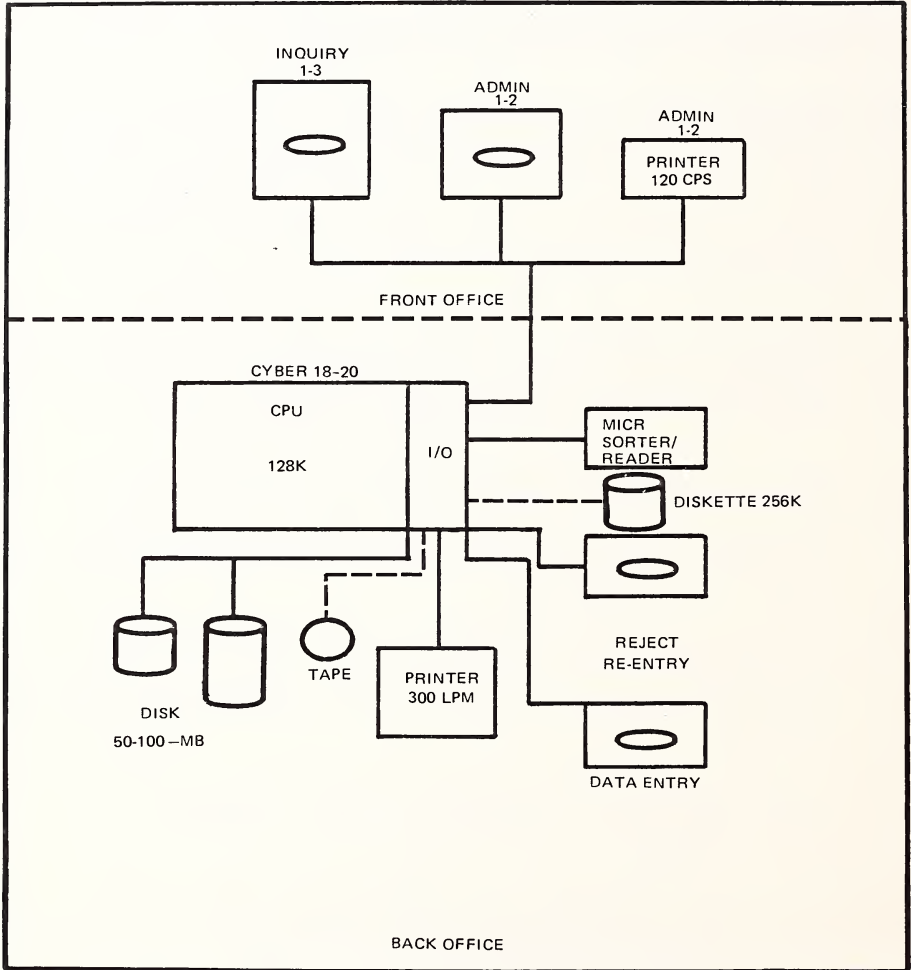 INQUIRY
1-3
ADMIN
1-2
ADMIN
1-2
PRINTER
120 CPS
FRONT OFFICE
CYBER 18-20
CPU
128K
I/O
MICR
SORTER/
READER
DISKETTE 256K
REJECT
RE-ENTRY
TAPE
PRINTER
300 LPM
DISK
50-100—MB
DATA ENTRY
BACK OFFICE